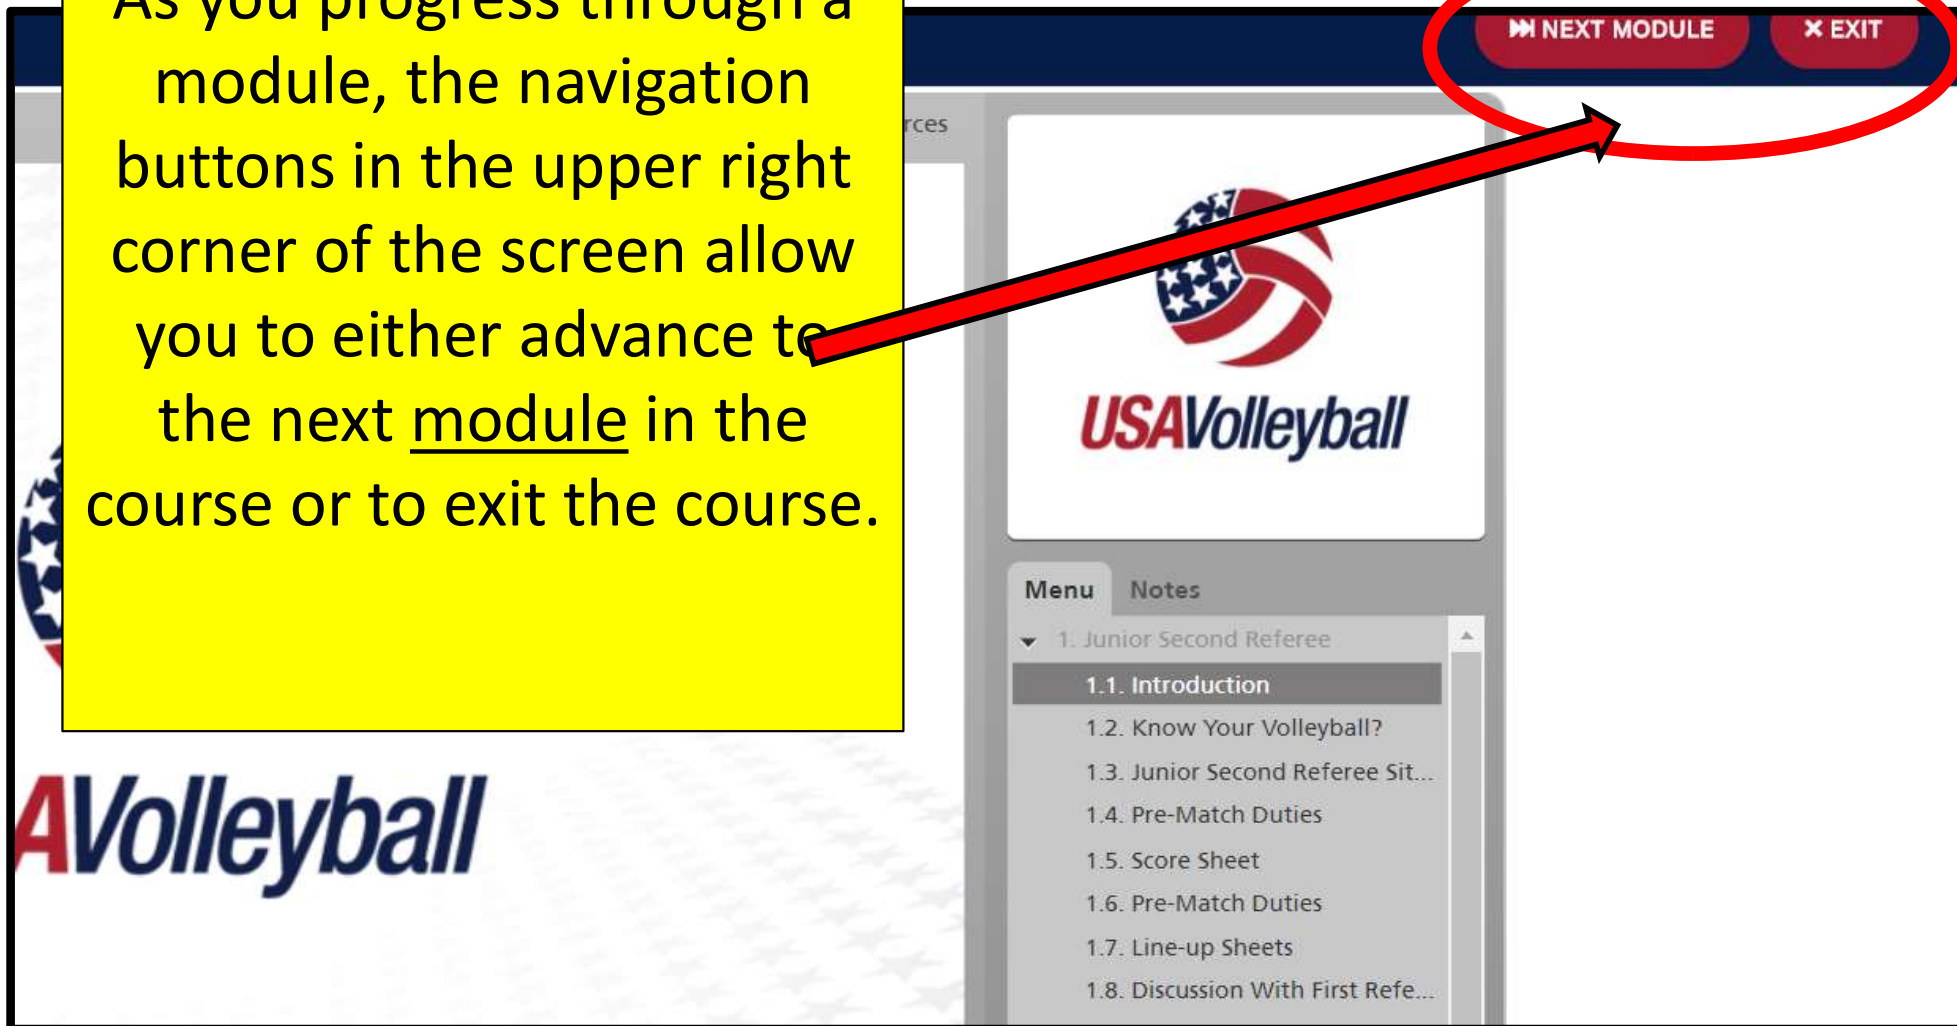 As you progress through a
module, the navigation
buttons in the upper right
corner of the screen allow
you to either advance to
the next module in the
course or to exit the course.
NEXT MODULE
EXIT
rces
USAVolleyball
Menu Notes
1. Junior Second Referee
1.1. Introduction
1.2. Know Your Volleyball?
1.3. Junior Second Referee Sit...
1.4. Pre-Match Duties
1.5. Score Sheet
1.6. Pre-Match Duties
1.7. Line-up Sheets
1.8. Discussion With First Refe...
AVolleyball